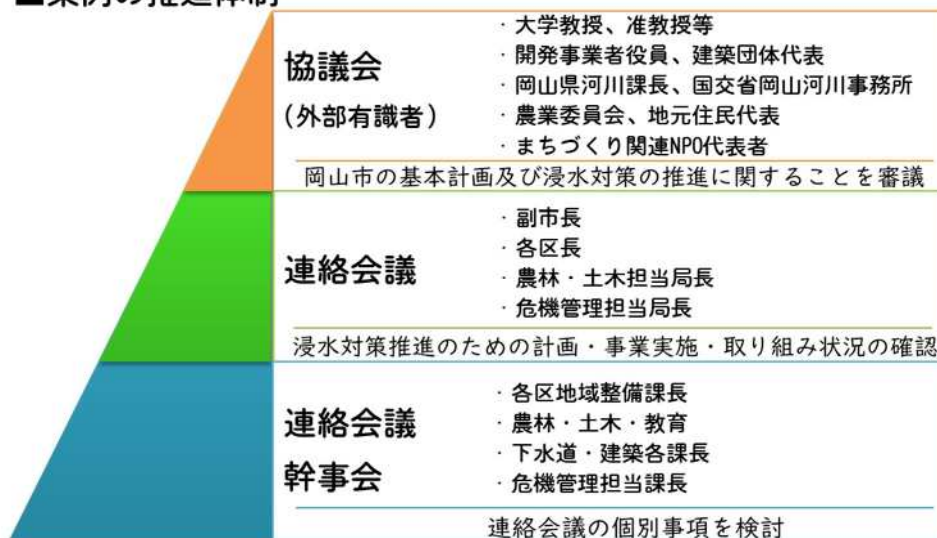 ■条例の推進体制
協議会
(外部有識者)
・大学教授、准教授等
・開発事業者役員、建築団体代表
・岡山県河川課長、国交省岡山河川事務所
・農業委員会、地元住民代表
・まちづくり関連NPO代表者
岡山市の基本計画及び浸水対策の推進に関することを審議
連絡会議
・副市長
・各区長
・農林・土木担当局長
・危機管理担当局長
浸水対策推進のための計画・事業実施・取り組み状況の確認
連絡会議
幹事会
・各区地域整備課長
・農林・土木・教育
・下水道・建築各課長
・危機管理担当課長
連絡会議の個別事項を検討